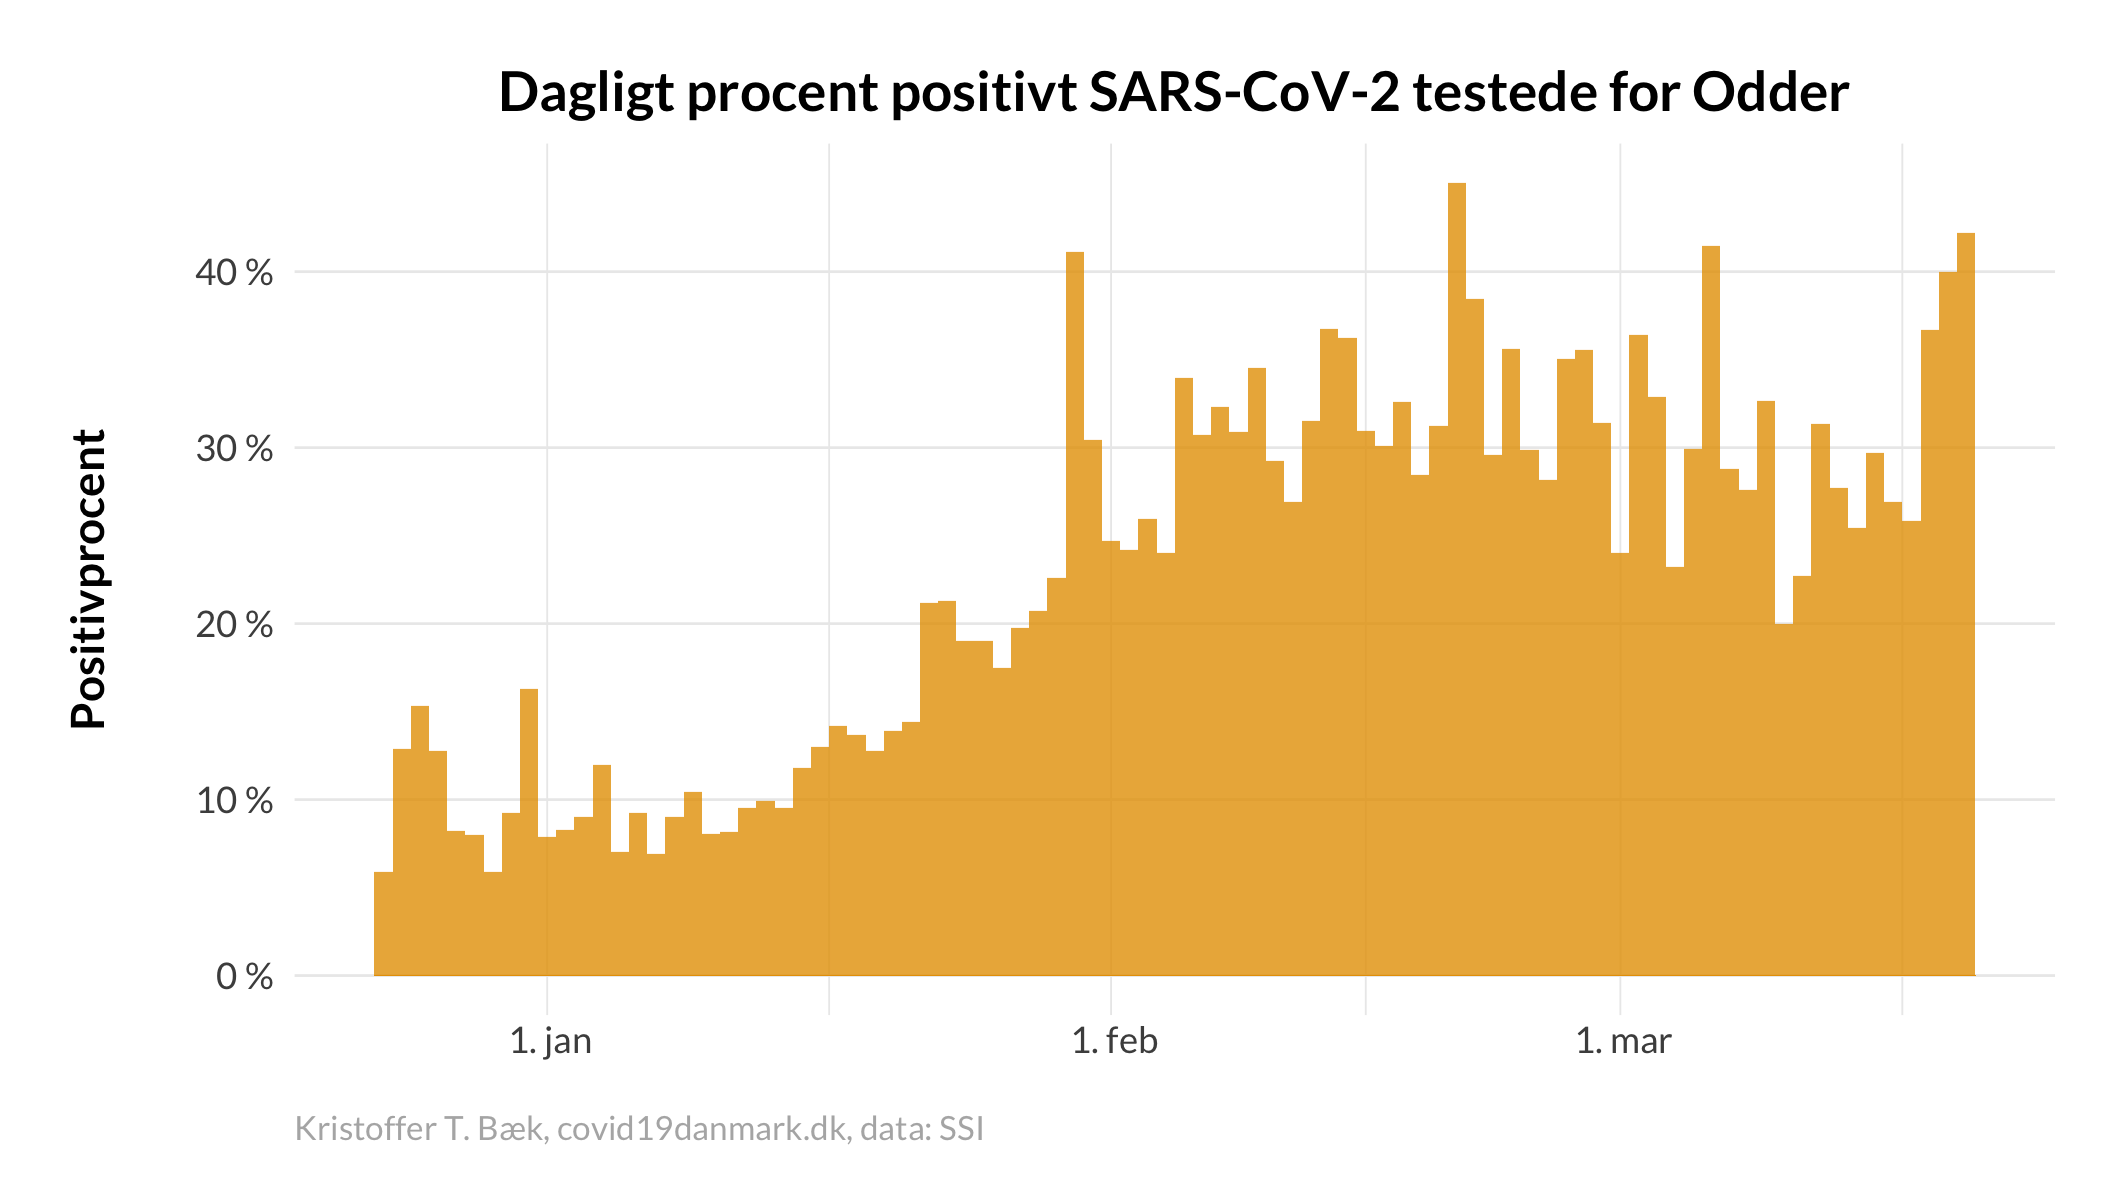 Dagligt procent positivt SARS-CoV-2 testede for Odder
Positivprocent
40 %
30 %
20 %
10 %
0 %
1. jan
1. feb
1. mar
Kristoffer T. Bæk, covid19danmark.dk, data: SSI